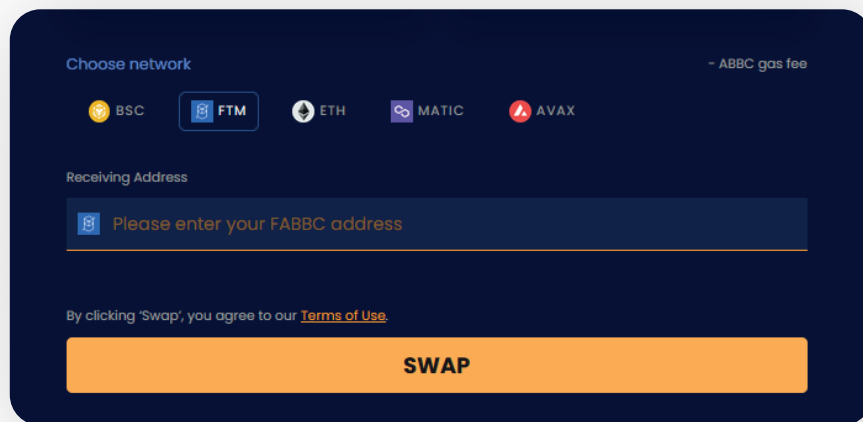 Choose network - ABBC gas fee
BSC FTM ETH MATIC AVAX
Receiving Address
Please enter your FABBC address
By clicking ‘Swap’, you agree to our Terms of Use.
SWAP